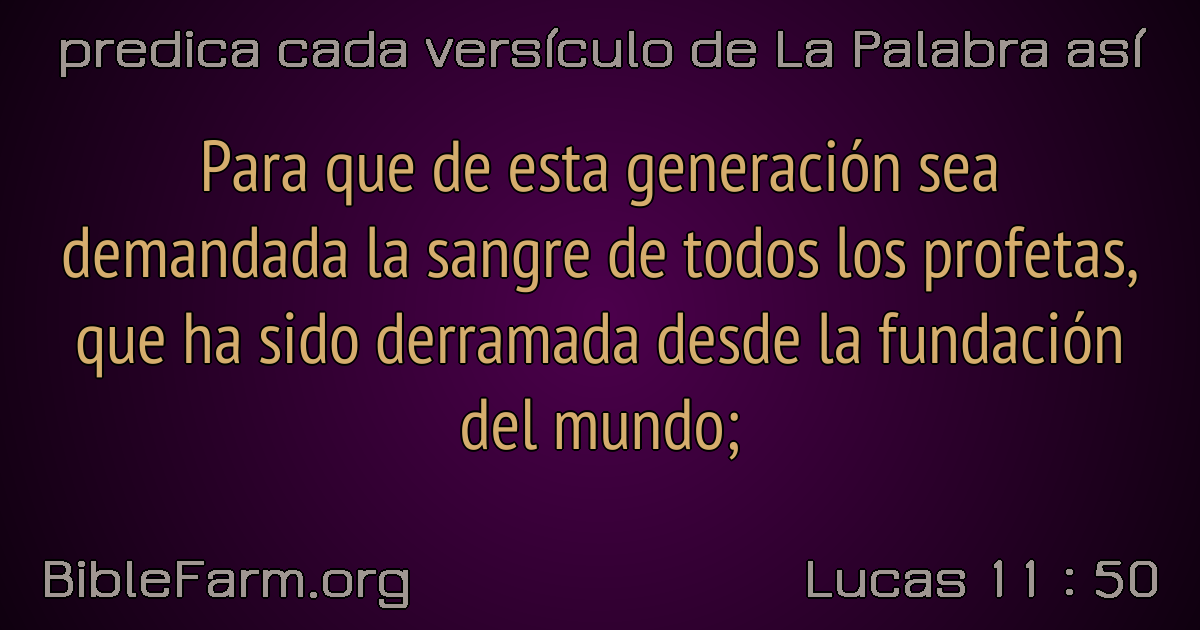 predica cada versículo de La Palabra así
Para que de esta generación sea
demandada la sangre de todos los profetas,
que ha sido derramada desde la fundación
del mundo;
BibleFarm.org
Lucas 11 : 50